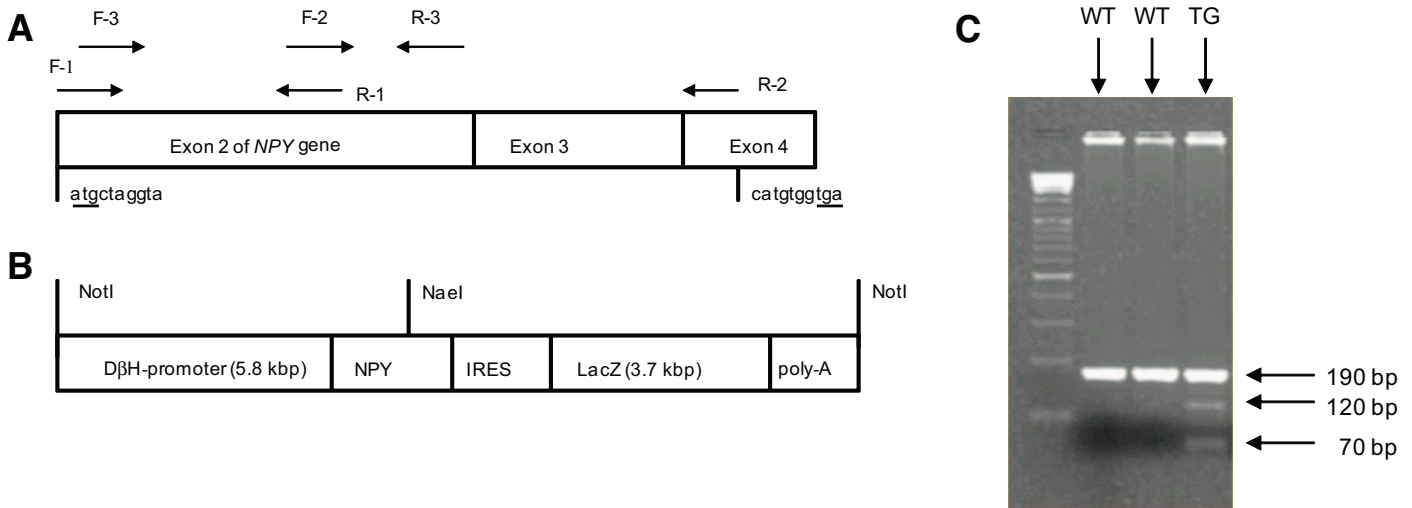 A
F-3 F-2 R-3
F-1
R-1 R-2
Exon 2 of NPY gene Exon 3 Exon 4
atgctaggta catgtggtga
B
NotI NaeI NotI
DβH-promoter (5.8 kbp) NPY IRES LacZ (3.7 kbp) poly-A
C
WT WT TG
190 bp
120 bp
70 bp